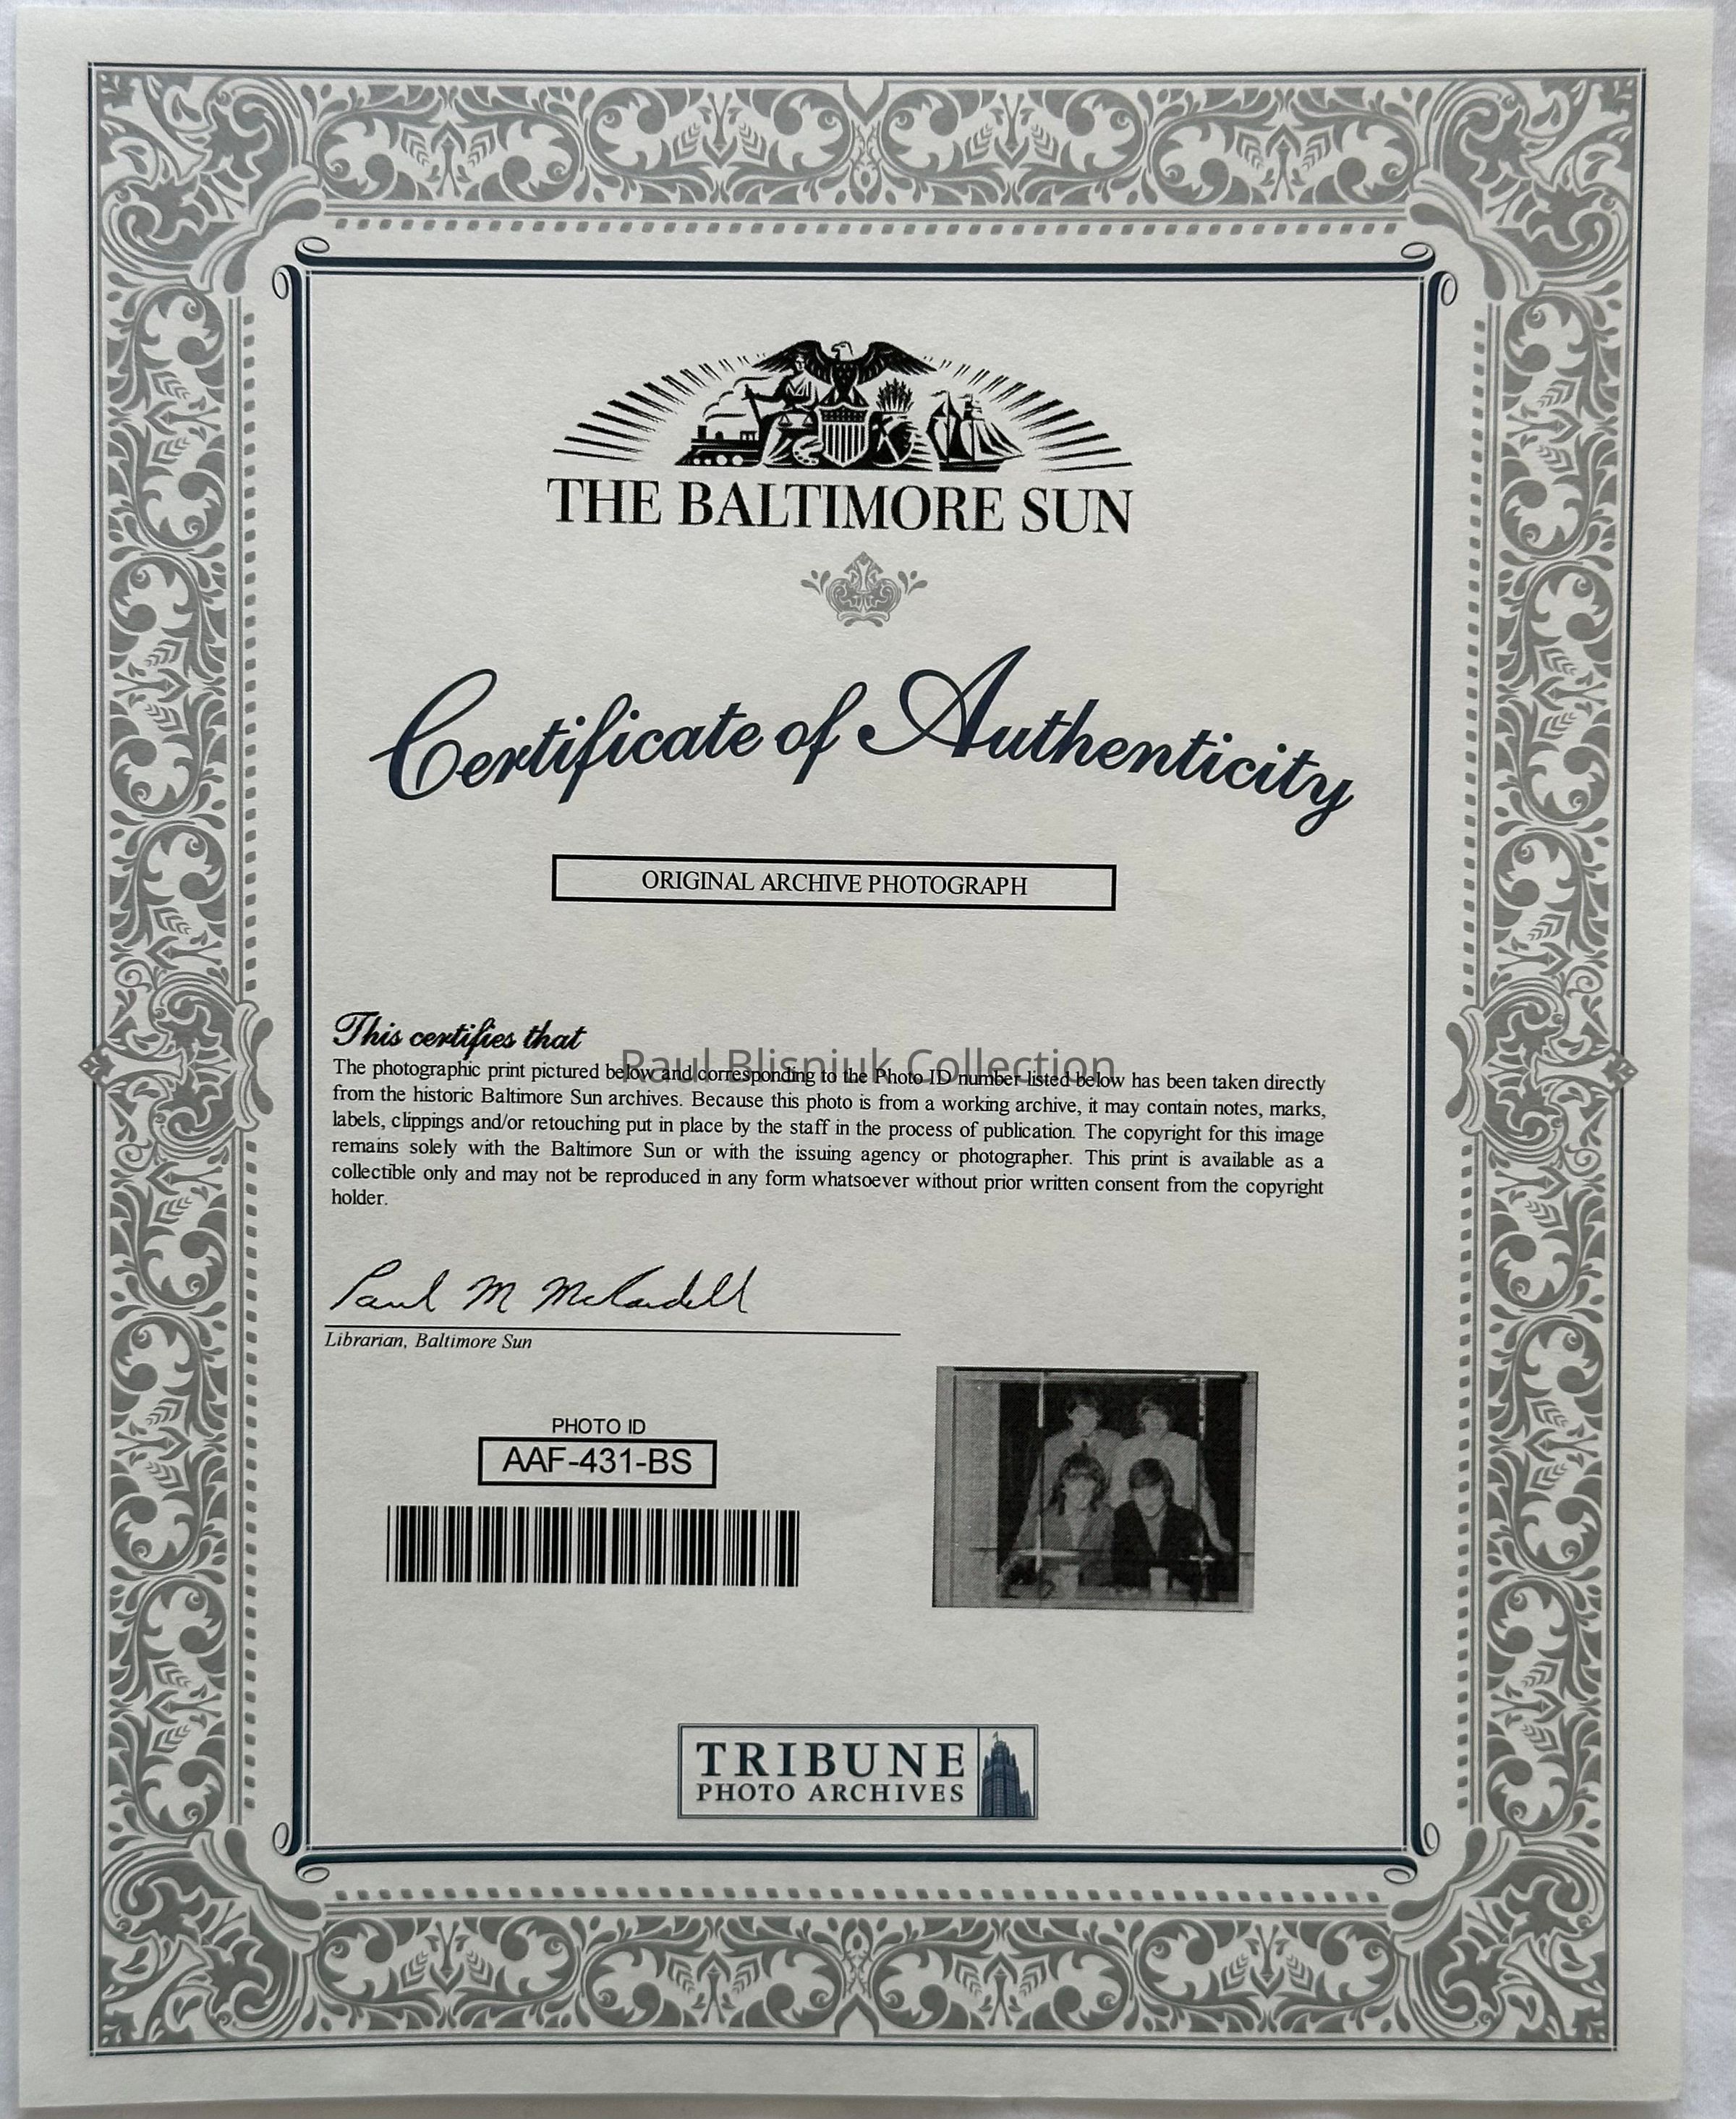 THE BALTIMORE SUN
Certificate of Authenticity
ORIGINAL ARCHIVE PHOTOGRAPH
This certifies that
Raul Blisniuk Collection
The photographic print pictured below and corresponding to the Photo ID number listed below has been taken directly
from the historic Baltimore Sun archives. Because this photo is from a working archive, it may contain notes, marks,
labels, clippings and/or retouching put in place by the staff in the process of publication. The copyright for this image
remains solely with the Baltimore Sun or with the issuing agency or photographer. This print is available as a
collectible only and may not be reproduced in any form whatsoever without prior written consent from the copyright
holder.
Paul M McCardell
Librarian, Baltimore Sun
PHOTO ID
AAF-431-BS
TRIBUNE
PHOTO ARCHIVES